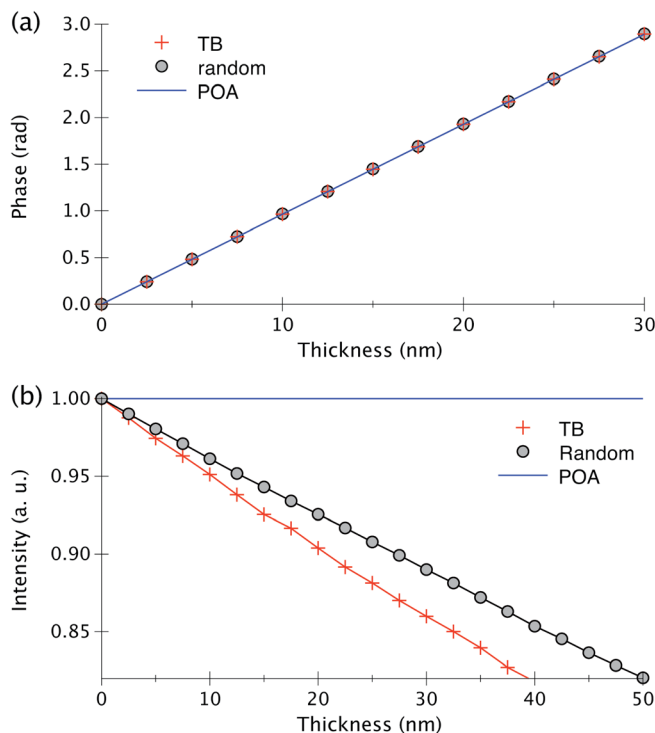 (a)
3.0
2.5
2.0
1.5
1.0
0.5
0.0
Phase (rad)
TB
random
POA
0 10 20 30
Thickness (nm)
(b)
1.00
0.95
0.90
0.85
Intensity (a. u.)
TB
Random
POA
0 10 20 30 40 50
Thickness (nm)